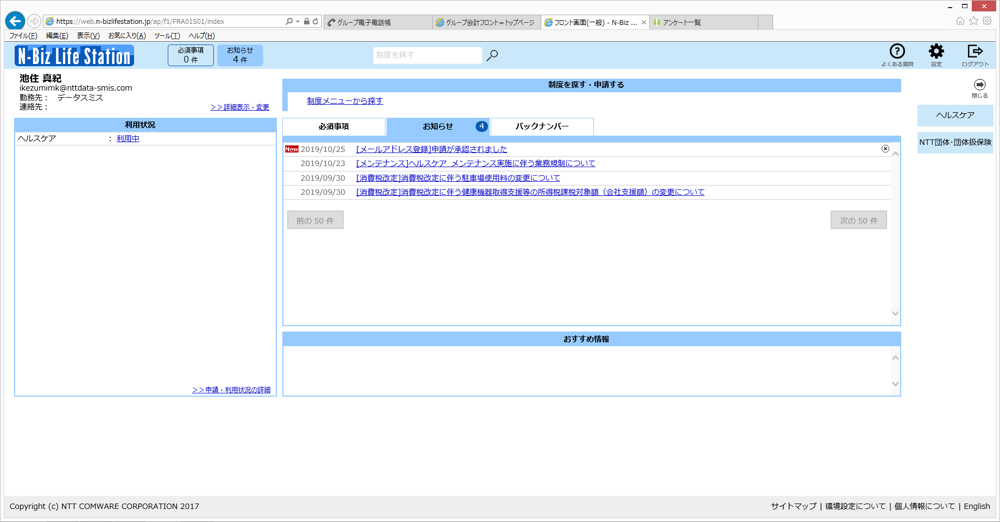 https://web.n-bizlifestation.jp/ap/f1/FRA01S01/index
グループ電子電話帳
グループ会計フロント＝トップページ
フロント画面(一般) - N-Biz ...
アンケート一覧
ファイル(F) 編集(E) 表示(V) お気に入り(A) ツール(T) ヘルプ(H)
N-Biz Life Station
必須事項
0 件
お知らせ
4 件
制度を探す
よくある質問
設定
ログアウト
池住 真紀
ikezumimk@nttdata-smis.com
勤務先： データスミス
連絡先：
>>詳細表示・変更
利用状況
ヘルスケア ： 利用中
>>申請・利用状況の詳細
制度を探す・申請する
制度メニューから探す
必須事項
お知らせ 4
バックナンバー
New 2019/10/25 [メールアドレス登録]申請が承認されました
2019/10/23 [メンテナンス]ヘルスケア メンテナンス実施に伴う業務規制について
2019/09/30 [消費税改定]消費税改定に伴う駐車場使用料の変更について
2019/09/30 [消費税改定]消費税改定に伴う健康機器取得支援等の所得税課税対象額（会社支援額）の変更について
前の 50 件
次の 50 件
おすすめ情報
閉じる
ヘルスケア
NTT団体・団体扱保険
Copyright (c) NTT COMWARE CORPORATION 2017
サイトマップ | 環境設定について | 個人情報について | English